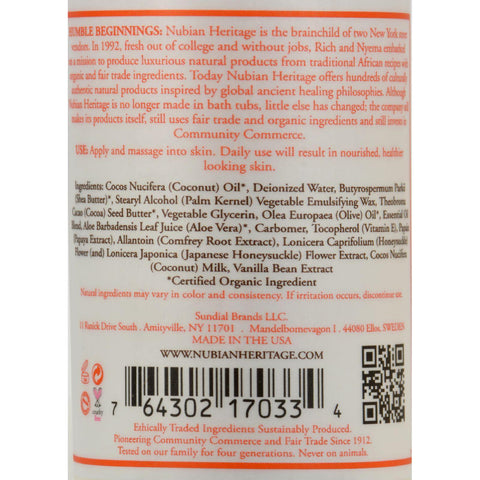 HUMBLE BEGINNINGS: Nubian Heritage is the brainchild of two New York street
vendors. In 1992, fresh out of college and without jobs, Rich and Nyema embarked
on a mission to produce luxurious natural products from traditional African recipes with
organic and fair trade ingredients. Today Nubian Heritage offers hundreds of culturally
authentic natural products inspired by global ancient healing philosophies. Although
Nubian Heritage is no longer made in bath tubs, little else has changed; the company still
makes its products itself, still uses fair trade and organic ingredients and still invests in
Community Commerce.
USE: Apply and massage into skin. Daily use will result in nourished, healthier
looking skin.
Ingredients: Cocos Nucifera (Coconut) Oil*, Deionized Water, Butyrospermum Parkii
(Shea Butter)*, Stearyl Alcohol (Palm Kernel) Vegetable Emulsifying Wax, Theobroma
Cacao (Cocoa) Seed Butter*, Vegetable Glycerin, Olea Europaea (Olive) Oil*, Essential Oil
Blend, Aloe Barbadensis Leaf Juice (Aloe Vera)*, Carbomer, Tocopherol (Vitamin E), Papain
(Papaya Extract), Allantoin (Comfrey Root Extract), Lonicera Caprifolium (Honeysuckle)
Flower (and) Lonicera Japonica (Japanese Honeysuckle) Flower Extract, Cocos Nucifera
(Coconut) Milk, Vanilla Bean Extract
*Certified Organic Ingredient
Natural ingredients may vary in color and consistency. If irritation occurs, discontinue use.
Sundial Brands LLC.
11 Ranick Drive South . Amityville, NY 11701 . Mandelbomsvagen 1 . 44080 Ellos, SWEDEN
MADE IN THE USA
WWW.NUBIANHERITAGE.COM
cruelty
free
7 64302 17033 4
Ethically Traded Ingredients Sustainably Produced.
Pioneering Community Commerce and Fair Trade Since 1912.
Tested on our family for four generations. Never on animals.